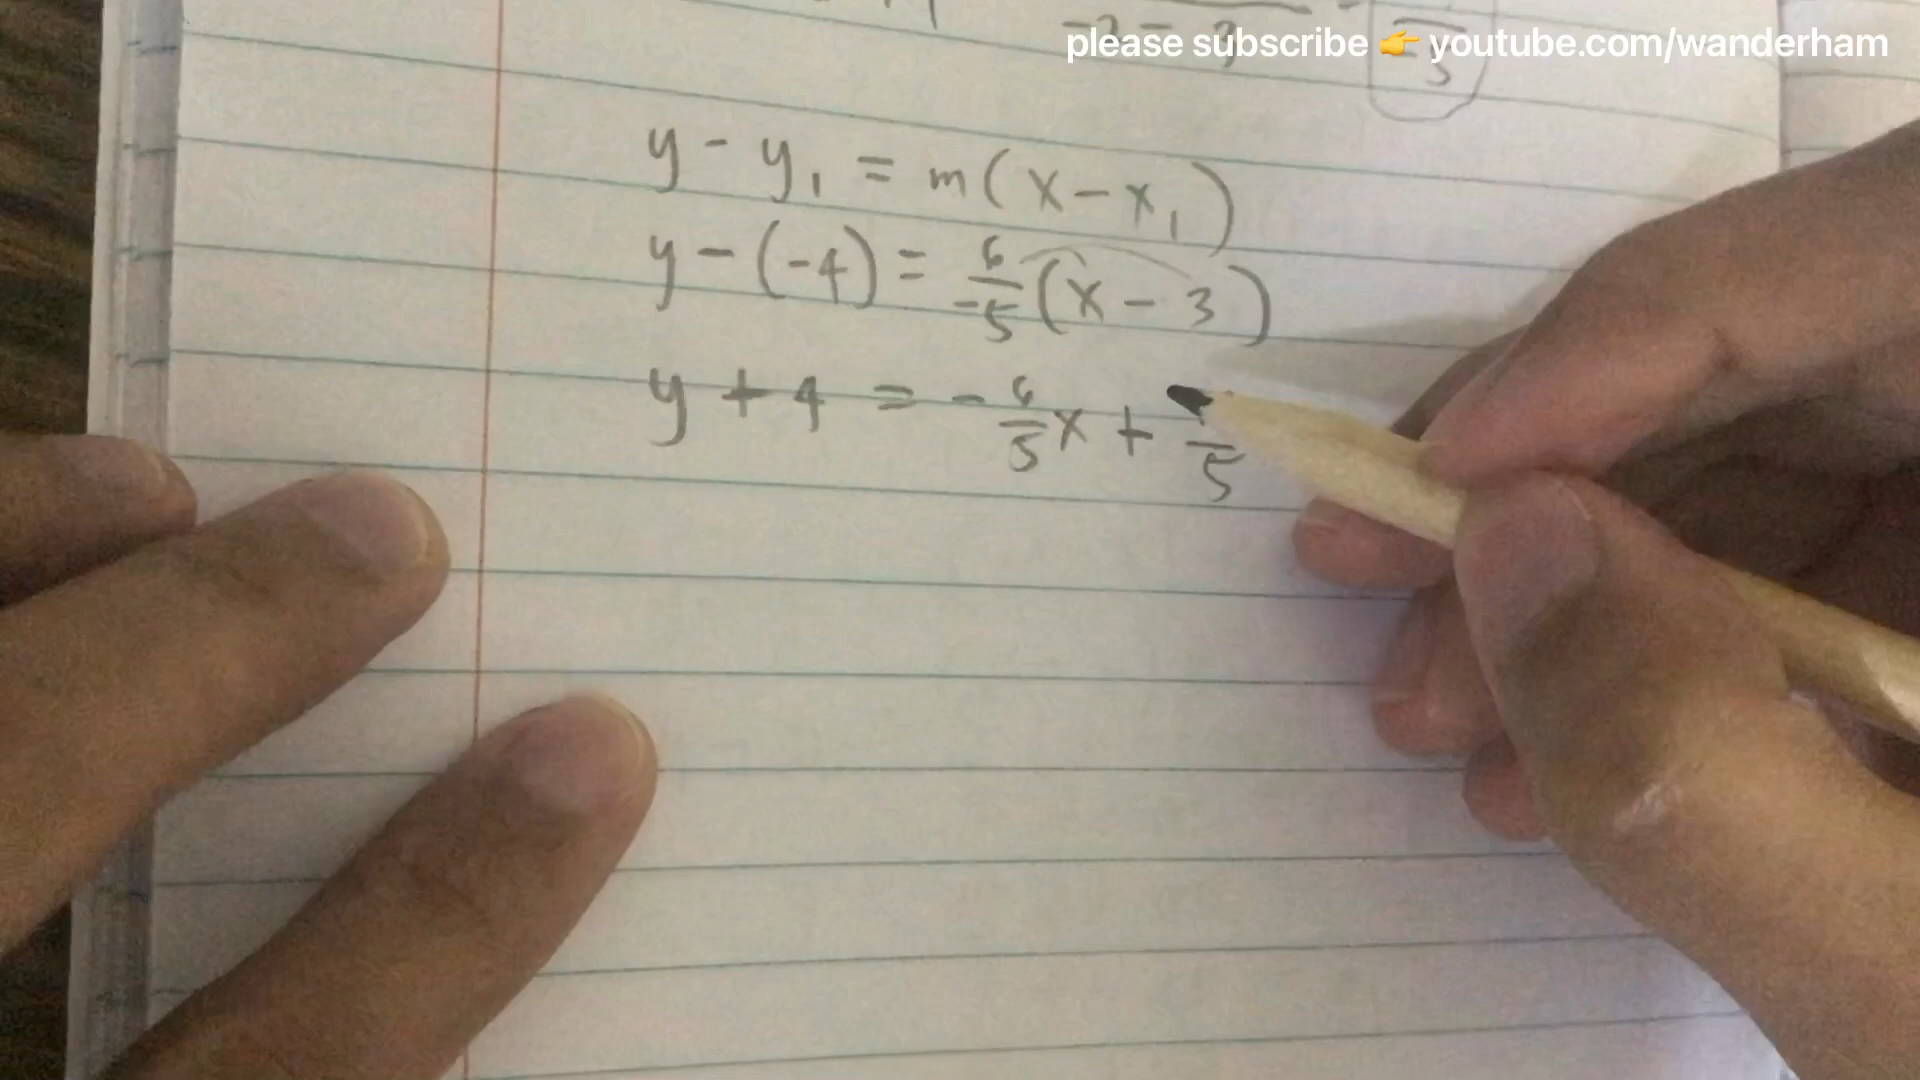 please subscribe 👉 youtube.com/wanderham
y - y₁ = m(x - x₁)
y - (-4) = 6/-5 (x - 3)
y + 4 = - 6/5 x + /5